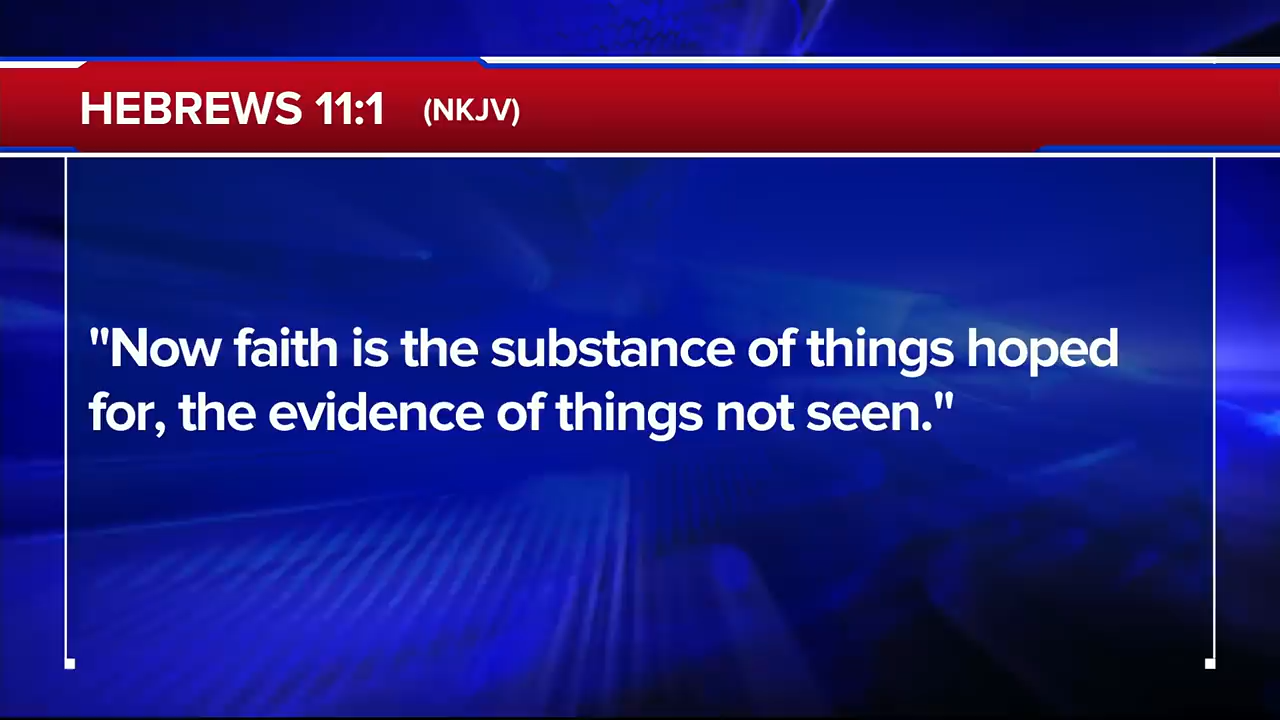 HEBREWS 11:1 (NKJV)
"Now faith is the substance of things hoped
for, the evidence of things not seen."